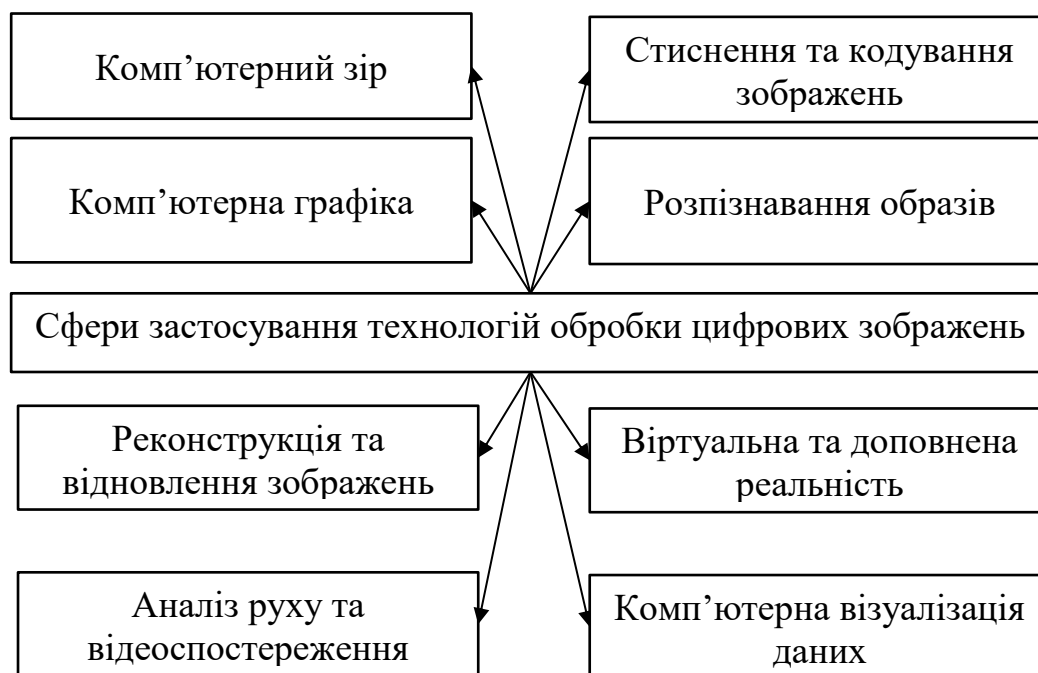 Комп’ютерний зір
Стиснення та кодування
зображень
Комп’ютерна графіка
Розпізнавання образів
Сфери застосування технологій обробки цифрових зображень
Реконструкція та
відновлення зображень
Віртуальна та доповнена
реальність
Аналіз руху та
відеоспостереження
Комп’ютерна візуалізація
даних